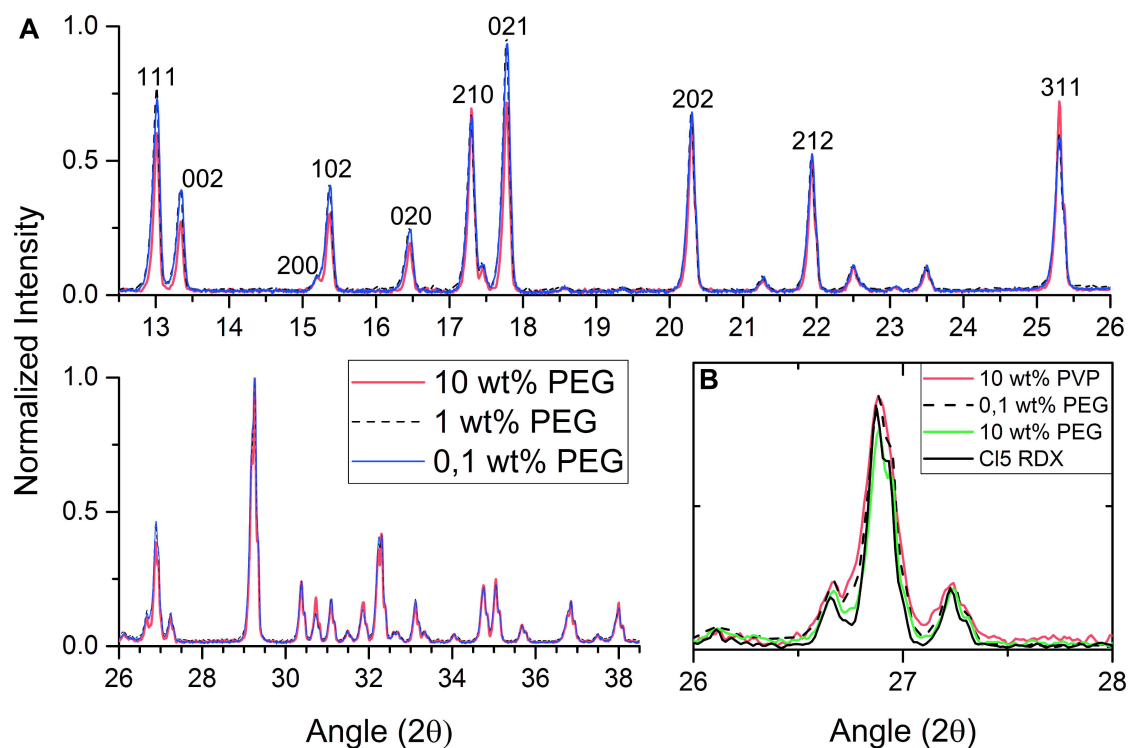 A
1.0
0.5
0.0
111
002
200
102
020
210
021
202
212
311
13 14 15 16 17 18 19 20 21 22 23 24 25 26
Normalized Intensity
1.0
0.5
0.0
10 wt% PEG
1 wt% PEG
0,1 wt% PEG
26 28 30 32 34 36 38
Angle (2θ)
B
10 wt% PVP
0,1 wt% PEG
10 wt% PEG
Cl5 RDX
26 27 28
Angle (2θ)